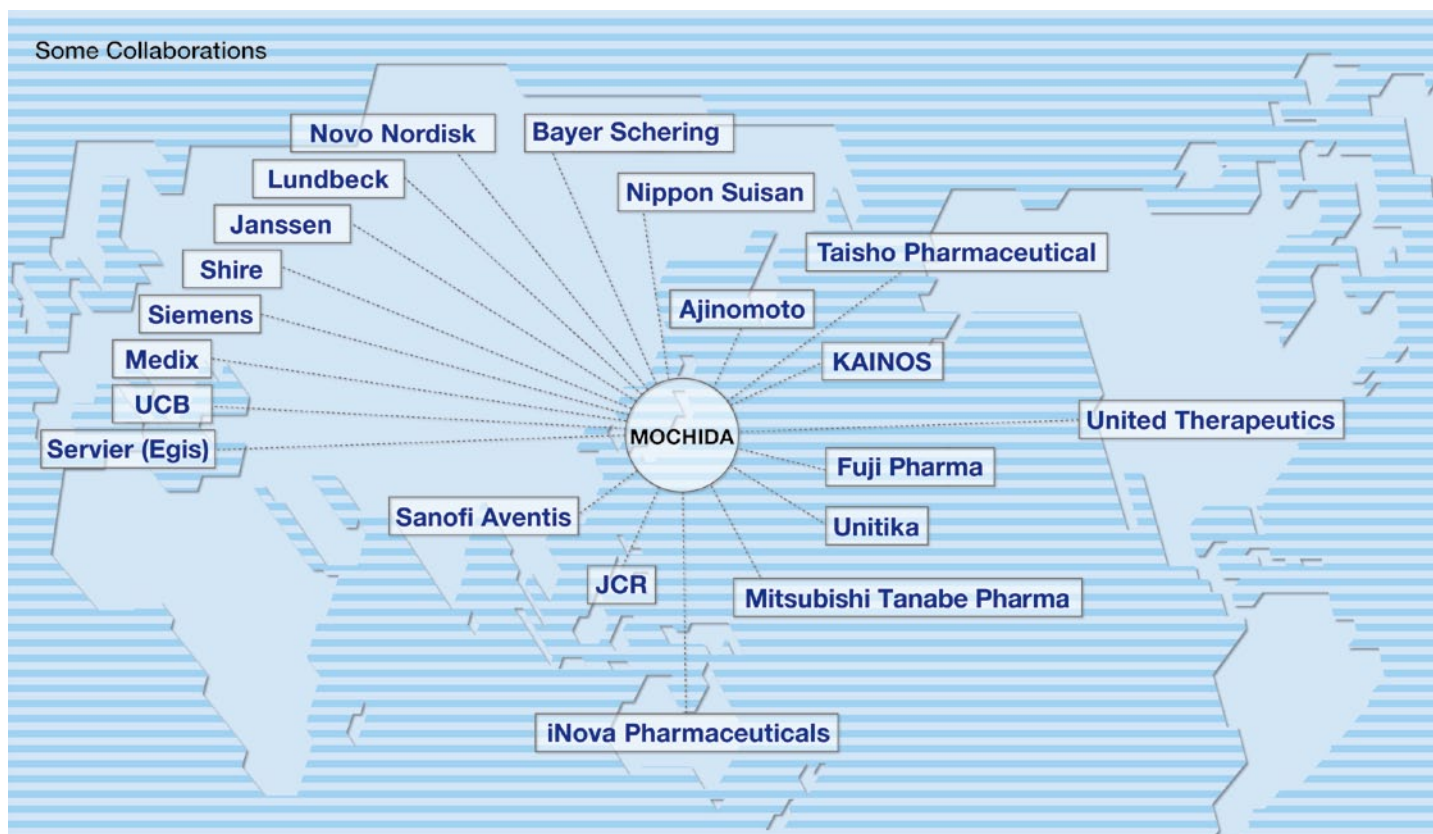 Some Collaborations
Novo Nordisk
Bayer Schering
Lundbeck
Nippon Suisan
Janssen
Taisho Pharmaceutical
Shire
Ajinomoto
Siemens
Medix
KAINOS
UCB
United Therapeutics
MOCHIDA
Servier (Egis)
Fuji Pharma
Sanofi Aventis
Unitika
JCR
Mitsubishi Tanabe Pharma
iNova Pharmaceuticals